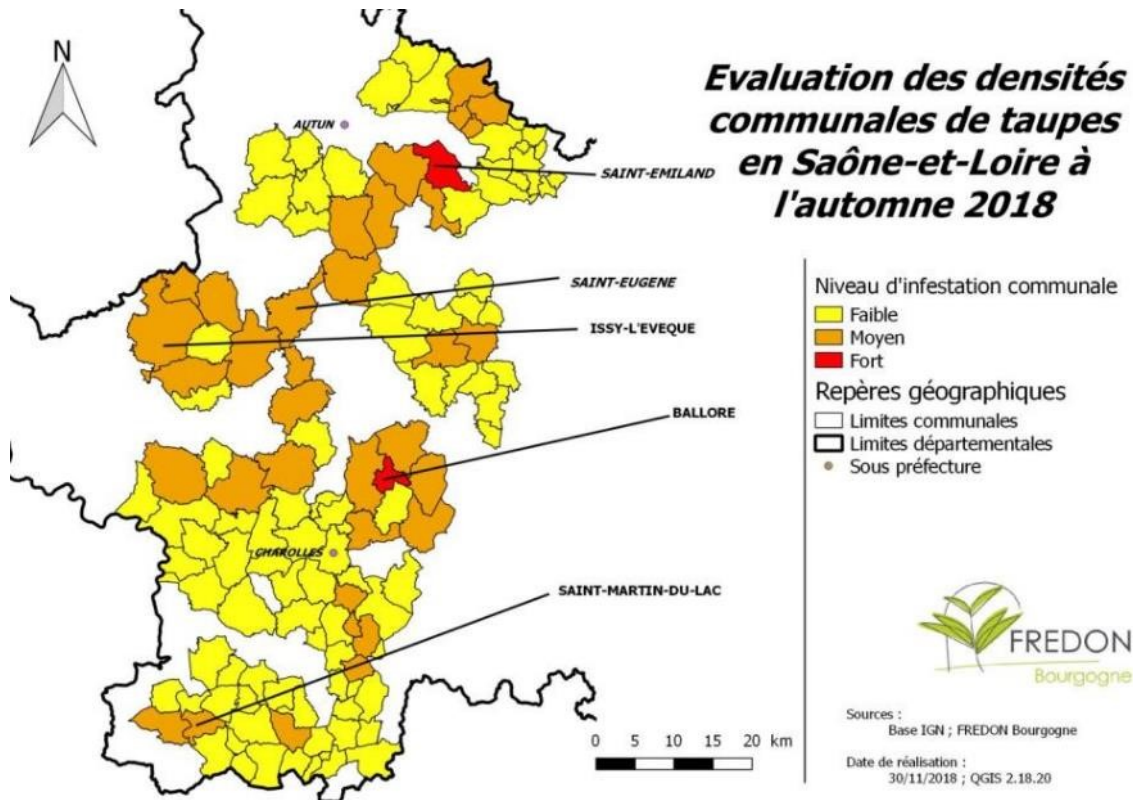 N
Evaluation des densités
communales de taupes
en Saône-et-Loire à
l'automne 2018
AUTUN
SAINT-EMILAND
SAINT-EUGENE
ISSY-L'EVEQUE
BALLORE
CHAROLLES
SAINT-MARTIN-DU-LAC
Niveau d'infestation communale
Faible
Moyen
Fort
Repères géographiques
Limites communales
Limites départementales
Sous préfecture
FREDON
Bourgogne
0 5 10 15 20 km
Sources :
Base IGN ; FREDON Bourgogne
Date de réalisation :
30/11/2018 ; QGIS 2.18.20